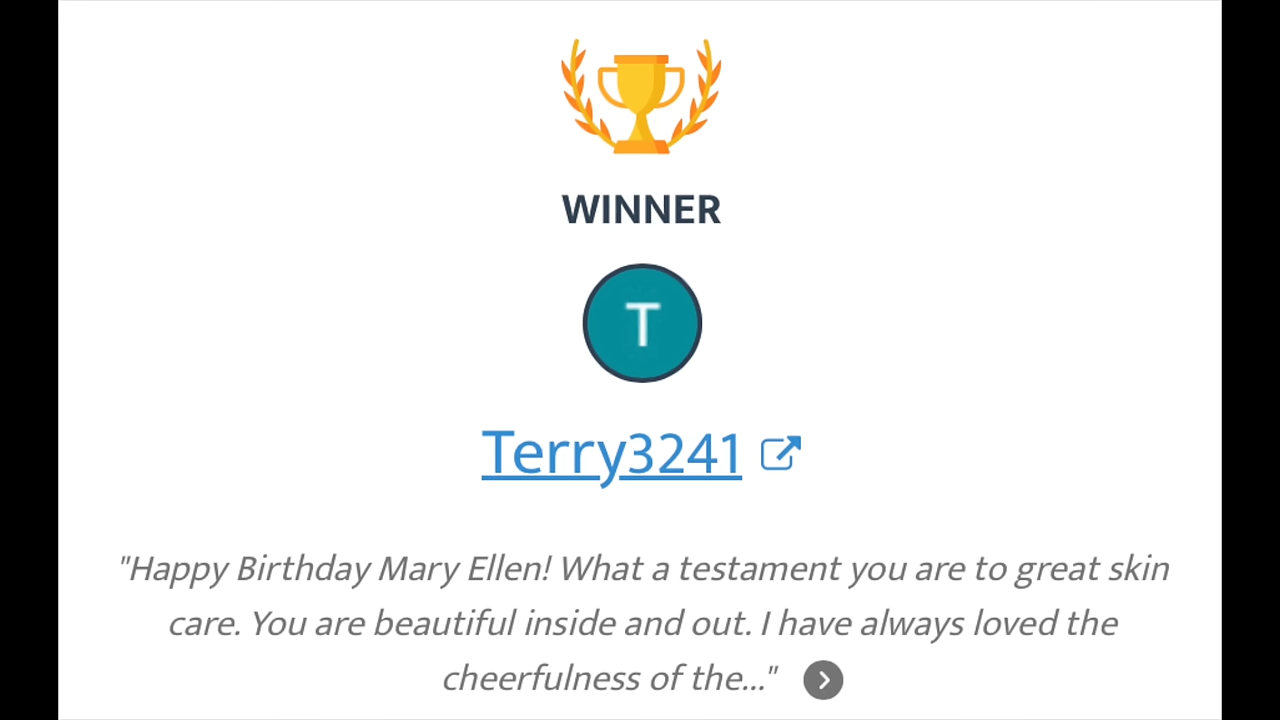 WINNER
T
Terry3241
"Happy Birthday Mary Ellen! What a testament you are to great skin
care. You are beautiful inside and out. I have always loved the
cheerfulness of the..."